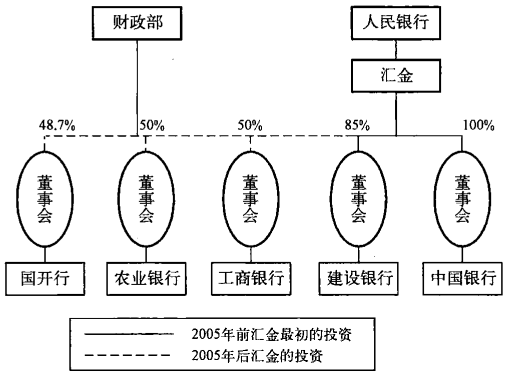 财政部
人民银行
汇金
48.7%
50%
50%
85%
100%
董事会
董事会
董事会
董事会
董事会
国开行
农业银行
工商银行
建设银行
中国银行
2005年前汇金最初的投资
2005年后汇金的投资